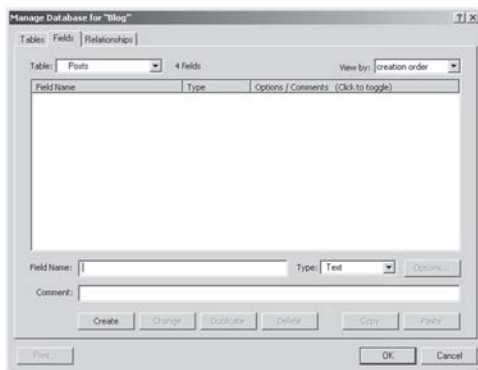 Manage Database for "Blog"
Tables Fields Relationships
Table: Posts 4 fields View by: creation order
Field Name Type Options / Comments (Click to toggle)
Field Name: Type: Text Options...
Comment:
Create Change Duplicate Delete Copy Paste
Print... OK Cancel